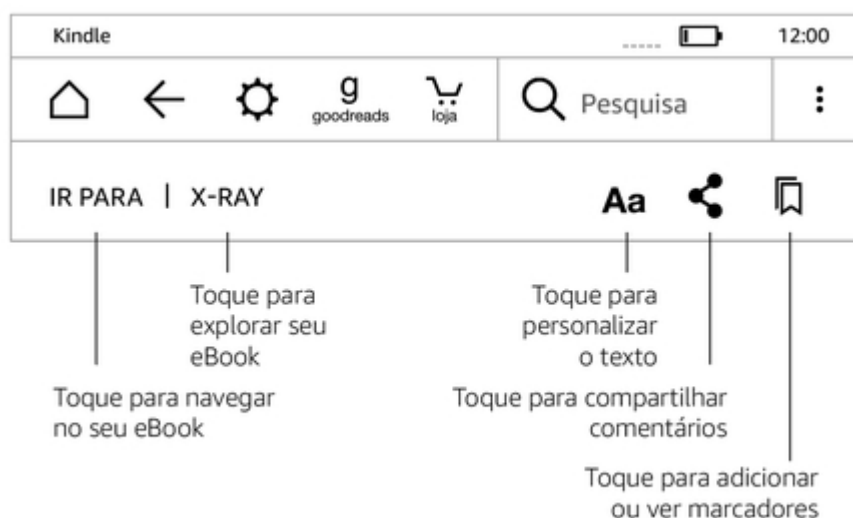 Kindle 12:00
g
goodreads loja Pesquisa
IR PARA | X-RAY Aa
Toque para
explorar seu
eBook
Toque para
personalizar
o texto
Toque para navegar
no seu eBook
Toque para compartilhar
comentários
Toque para adicionar
ou ver marcadores